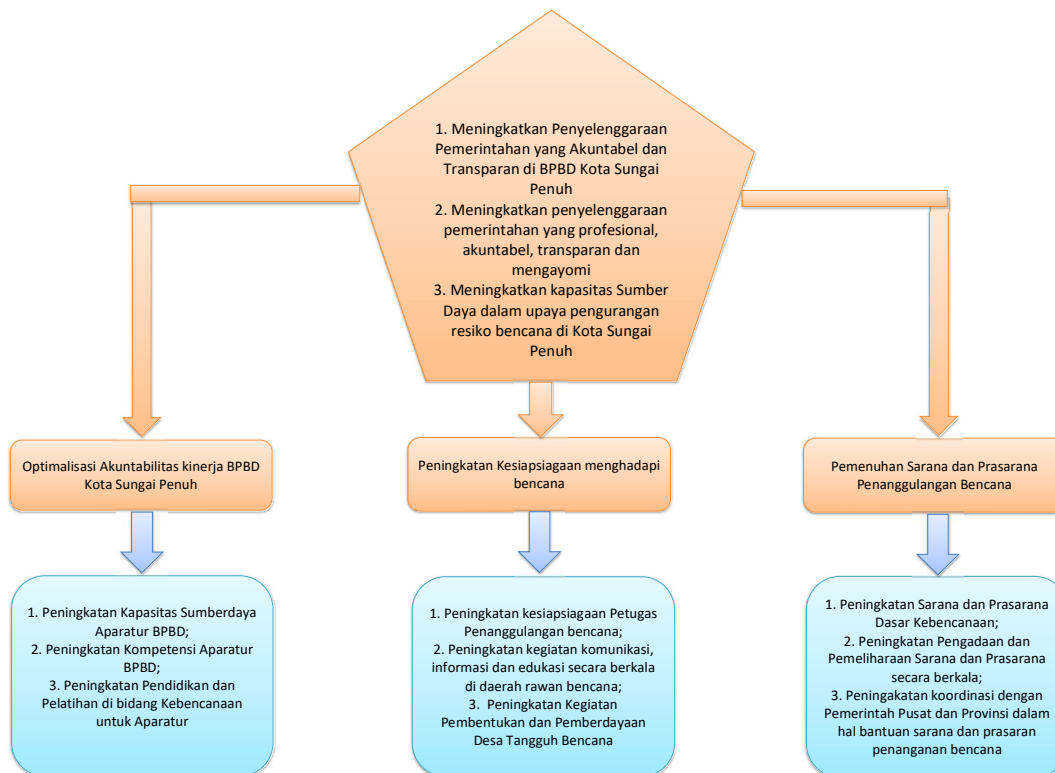 1. Meningkatkan Penyelenggaraan
Pemerintahan yang Akuntabel dan
Transparan di BPBD Kota Sungai
Penuh
2. Meningkatkan penyelenggaraan
pemerintahan yang profesional,
akuntabel, transparan dan
mengayomi
3. Meningkatkan kapasitas Sumber
Daya dalam upaya pengurangan
resiko bencana di Kota Sungai
Penuh
Optimalisasi Akuntabilitas kinerja BPBD
Kota Sungai Penuh
Peningkatan Kesiapsiagaan menghadapi
bencana
Pemenuhan Sarana dan Prasarana
Penanggulangan Bencana
1. Peningkatan Kapasitas Sumberdaya
Aparatur BPBD;
2. Peningkatan Kompetensi Aparatur
BPBD;
3. Peningkatan Pendidikan dan
Pelatihan di bidang Kebencanaan
untuk Aparatur
1. Peningkatan kesiapsiagaan Petugas
Penanggulangan bencana;
2. Peningkatan kegiatan komunikasi,
informasi dan edukasi secara berkala
di daerah rawan bencana;
3. Peningkatan Kegiatan
Pembentukan dan Pemberdayaan
Desa Tangguh Bencana
1. Peningkatan Sarana dan Prasarana
Dasar Kebencanaan;
2. Peningkatan Pengadaan dan
Pemeliharaan Sarana dan Prasarana
secara berkala;
3. Peningakatan koordinasi dengan
Pemerintah Pusat dan Provinsi dalam
hal bantuan sarana dan prasaran
penanganan bencana